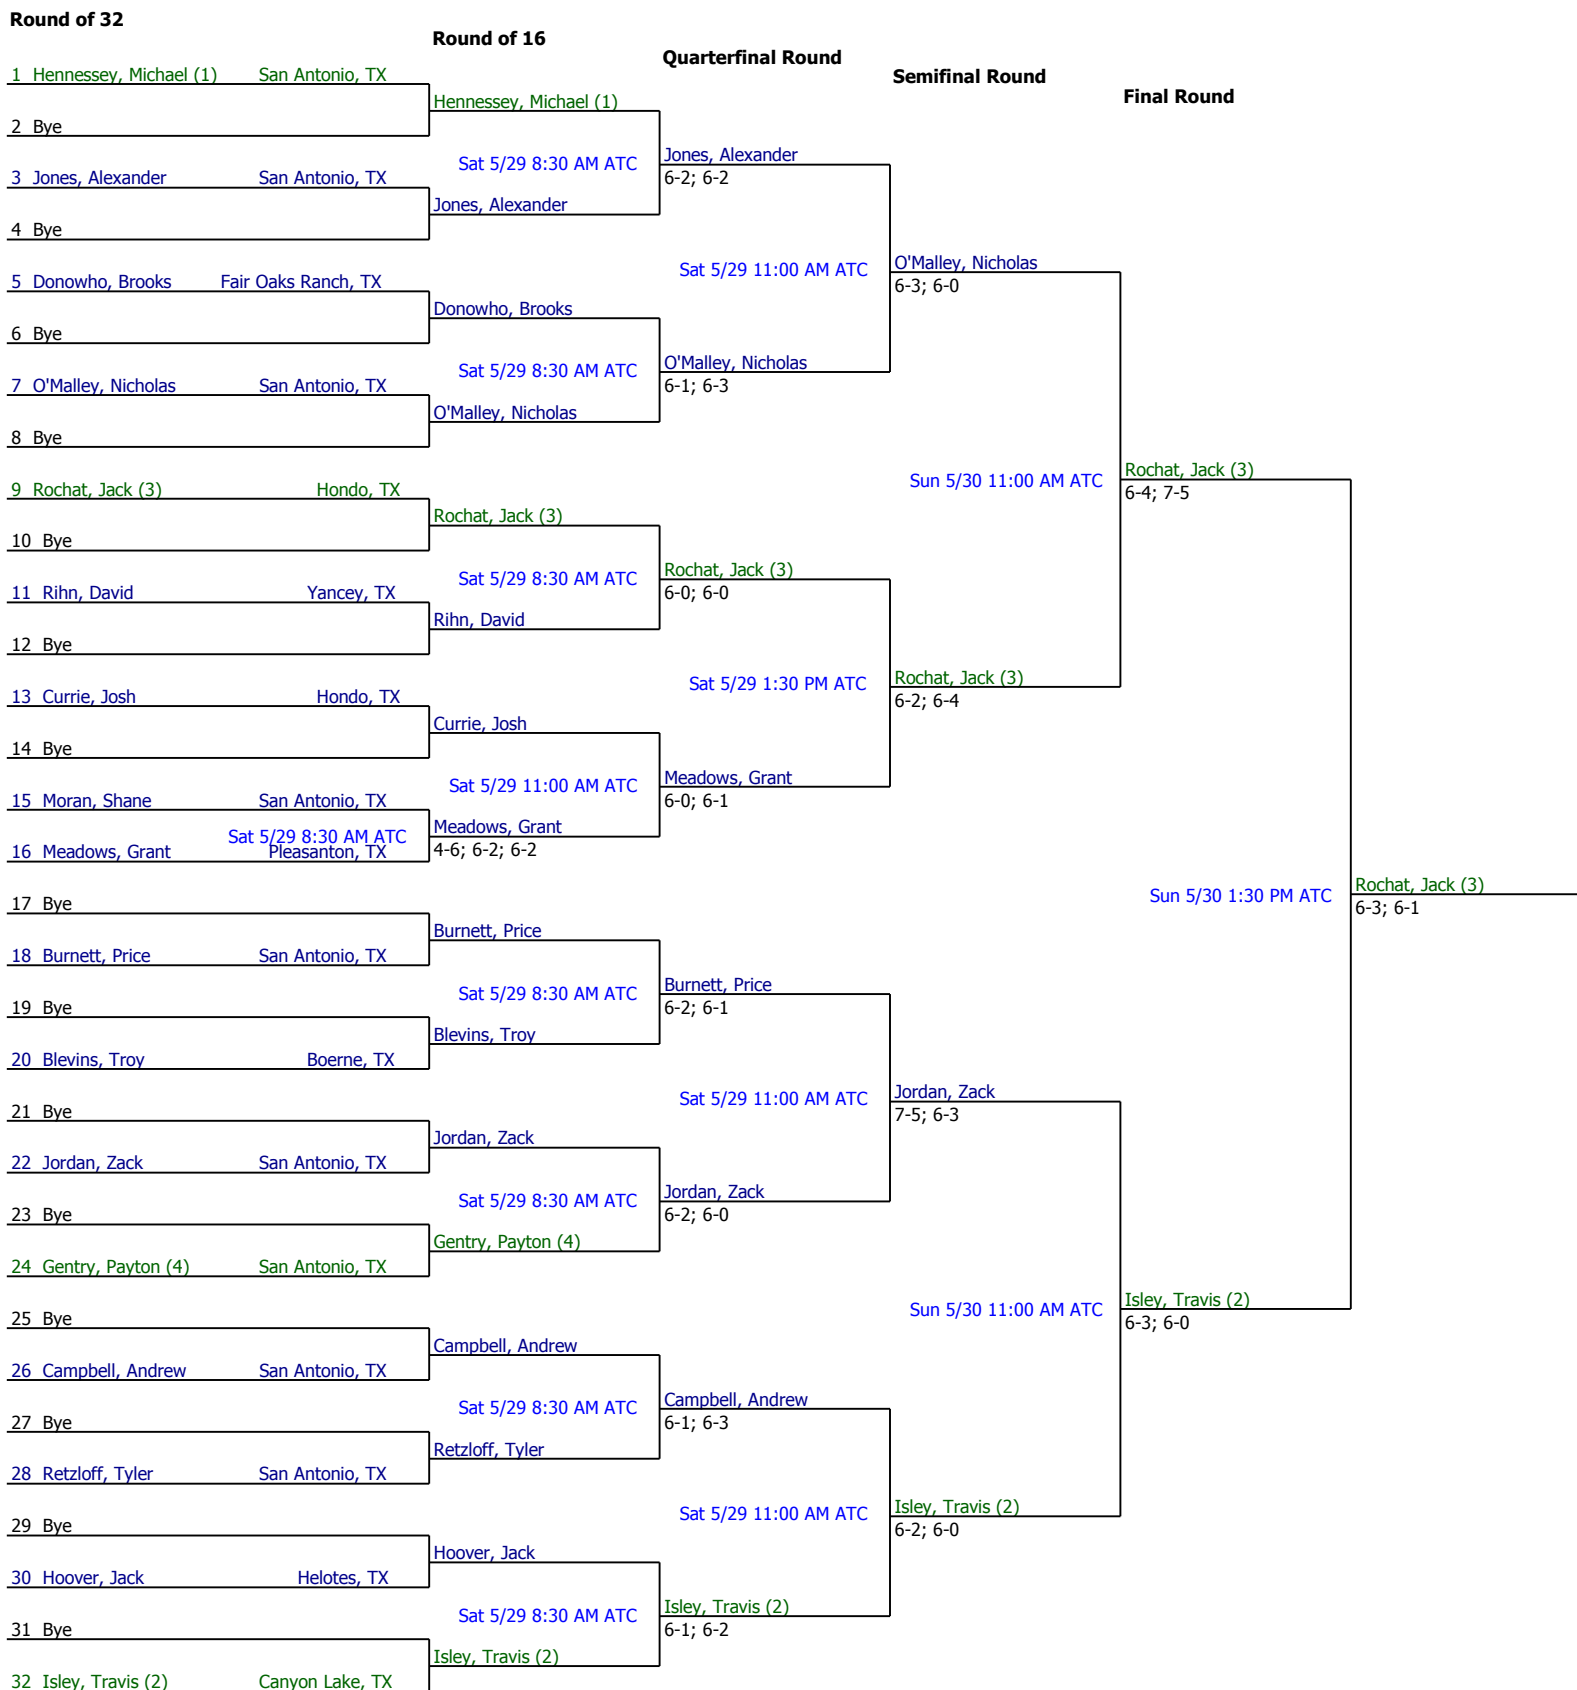 Round of 32
Round of 16
Quarterfinal Round
Semifinal Round
Final Round
1 Hennessey, Michael (1) San Antonio, TX
2 Bye
3 Jones, Alexander San Antonio, TX
4 Bye
5 Donowho, Brooks Fair Oaks Ranch, TX
6 Bye
7 O'Malley, Nicholas San Antonio, TX
8 Bye
9 Rochat, Jack (3) Hondo, TX
10 Bye
11 Rihn, David Yancey, TX
12 Bye
13 Currie, Josh Hondo, TX
14 Bye
15 Moran, Shane San Antonio, TX
Sat 5/29 8:30 AM ATC
16 Meadows, Grant Pleasanton, TX
17 Bye
18 Burnett, Price San Antonio, TX
19 Bye
20 Blevins, Troy Boerne, TX
21 Bye
22 Jordan, Zack San Antonio, TX
23 Bye
24 Gentry, Payton (4) San Antonio, TX
25 Bye
26 Campbell, Andrew San Antonio, TX
27 Bye
28 Retzloff, Tyler San Antonio, TX
29 Bye
30 Hoover, Jack Helotes, TX
31 Bye
32 Isley, Travis (2) Canyon Lake, TX
Hennessey, Michael (1)
Sat 5/29 8:30 AM ATC
Jones, Alexander
Donowho, Brooks
Sat 5/29 8:30 AM ATC
O'Malley, Nicholas
Rochat, Jack (3)
Sat 5/29 8:30 AM ATC
Rihn, David
Currie, Josh
Sat 5/29 11:00 AM ATC
Meadows, Grant
4-6; 6-2; 6-2
Burnett, Price
Sat 5/29 8:30 AM ATC
Blevins, Troy
Jordan, Zack
Sat 5/29 8:30 AM ATC
Gentry, Payton (4)
Campbell, Andrew
Sat 5/29 8:30 AM ATC
Retzloff, Tyler
Hoover, Jack
Sat 5/29 8:30 AM ATC
Isley, Travis (2)
Jones, Alexander
6-2; 6-2
Sat 5/29 11:00 AM ATC
O'Malley, Nicholas
6-1; 6-3
Rochat, Jack (3)
6-0; 6-0
Sat 5/29 1:30 PM ATC
Meadows, Grant
6-0; 6-1
Burnett, Price
6-2; 6-1
Sat 5/29 11:00 AM ATC
Jordan, Zack
6-2; 6-0
Campbell, Andrew
6-1; 6-3
Sat 5/29 11:00 AM ATC
Isley, Travis (2)
6-1; 6-2
O'Malley, Nicholas
6-3; 6-0
Sun 5/30 11:00 AM ATC
Rochat, Jack (3)
6-2; 6-4
Jordan, Zack
7-5; 6-3
Sun 5/30 11:00 AM ATC
Isley, Travis (2)
6-2; 6-0
Rochat, Jack (3)
6-4; 7-5
Sun 5/30 1:30 PM ATC
Isley, Travis (2)
6-3; 6-0
Rochat, Jack (3)
6-3; 6-1